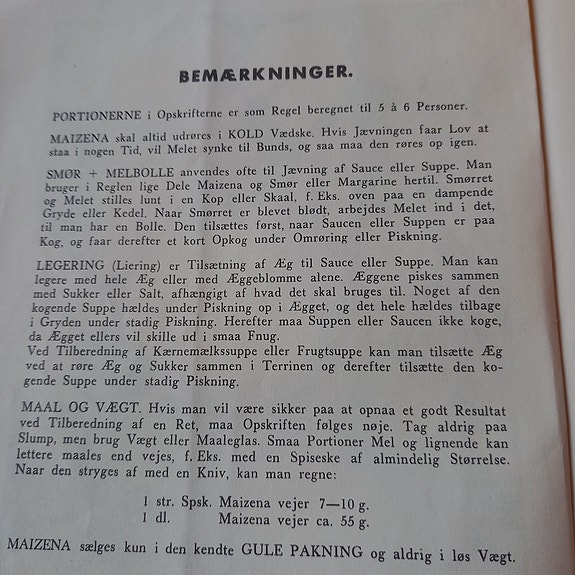 BEMÆRKNINGER.
PORTIONERNE i Opskrifterne er som Regel beregnet til 5 à 6 Personer.
MAIZENA skal altid udrøres i KOLD Vædske. Hvis Jævningen faar Lov at
staa i nogen Tid, vil Melet synke til Bunds, og saa maa den røres op igen.
SMØR + MELBOLLE anvendes ofte til Jævning af Sauce eller Suppe. Man
bruger i Reglen lige Dele Maizena og Smør eller Margarine hertil. Smørret
og Melet stilles lunt i en Kop eller Skaal, f. Eks. oven paa en dampende
Gryde eller Kedel. Naar Smørret er blevet blødt, arbejdes Melet ind i det,
til man har en Bolle. Den tilsættes først, naar Saucen eller Suppen er paa
Kog, og faar derefter et kort Opkog under Omrøring eller Piskning.
LEGERING (Liering) er Tilsætning af Æg til Sauce eller Suppe. Man kan
legere med hele Æg eller med Æggeblomme alene. Æggene piskes sammen
med Sukker eller Salt, afhængigt af hvad det skal bruges til. Noget af den
kogende Suppe hældes under Piskning op i Ægget, og det hele hældes tilbage
i Gryden under stadig Piskning. Herefter maa Suppen eller Saucen ikke koge,
da Ægget ellers vil skille ud i smaa Fnug.
Ved Tilberedning af Kærnemælkssuppe eller Frugtsuppe kan man tilsætte Æg
ved at røre Æg og Sukker sammen i Terrinen og derefter tilsætte den ko-
gende Suppe under stadig Piskning.
MAAL OG VÆGT. Hvis man vil være sikker paa at opnaa et godt Resultat
ved Tilberedning af en Ret, maa Opskriften følges nøje. Tag aldrig paa
Slump, men brug Vægt eller Maaleglas. Smaa Portioner Mel og lignende kan
lettere maales end vejes, f. Eks. med en Spiseske af almindelig Størrelse.
Naar den stryges af med en Kniv, kan man regne:
1 str. Spsk. Maizena vejer 7—10 g.
1 dl. Maizena vejer ca. 55 g.
MAIZENA sælges kun i den kendte GULE PAKNING og aldrig i løs Vægt.